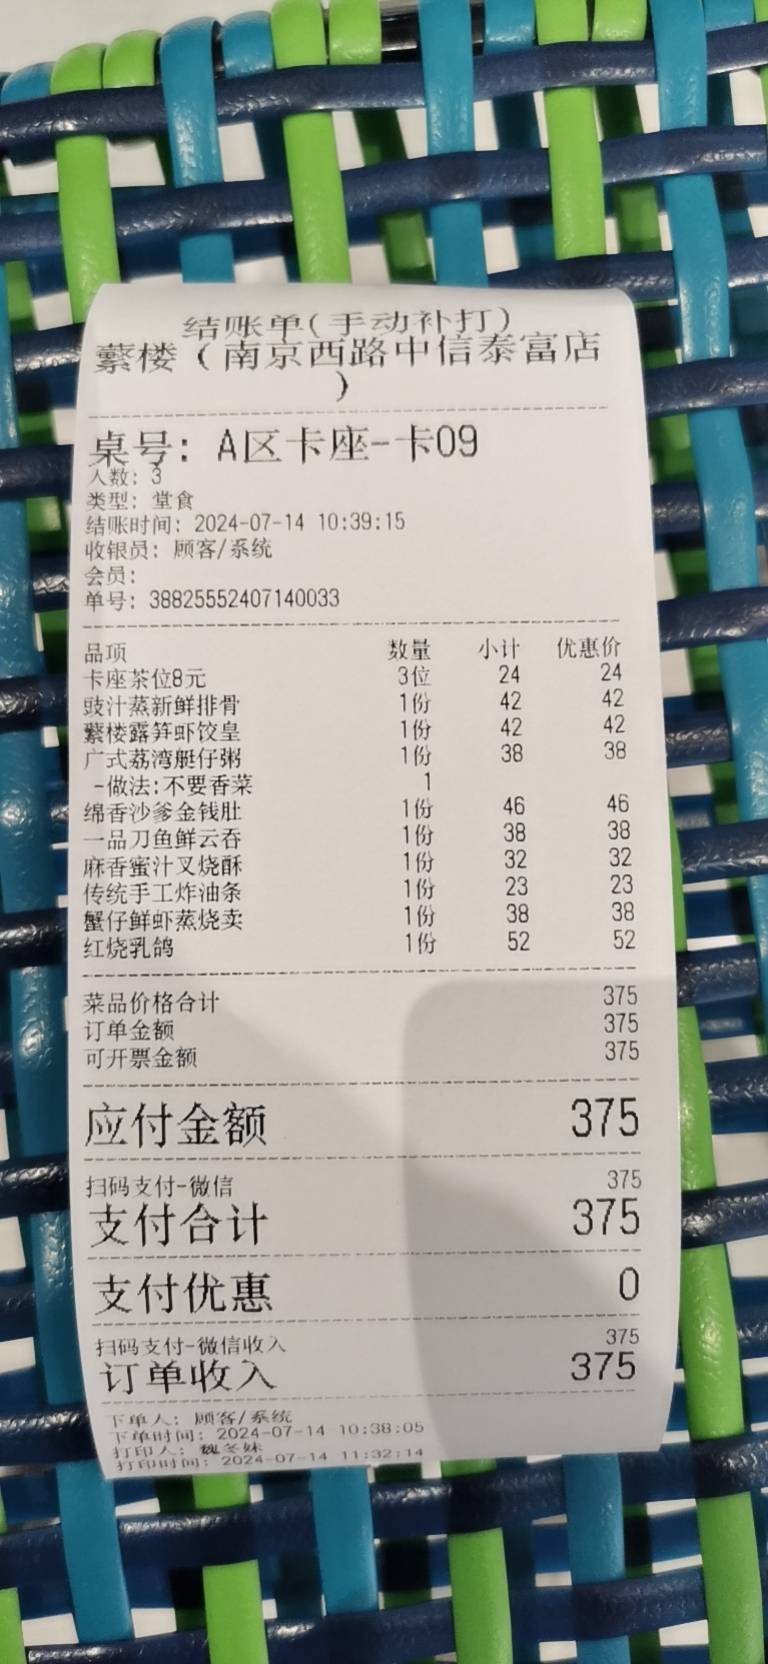 结账单(手动补打)
蘩楼(南京西路中信泰富店
)
桌号: A区卡座-卡09
人数: 3
类型: 堂食
结账时间: 2024-07-14 10:39:15
收银员: 顾客/系统
会员:
单号: 38825552407140033
品项 数量 小计 优惠价
卡座茶位8元 3位 24 24
豉汁蒸新鲜排骨 1份 42 42
蘩楼露笋虾饺皇 1份 42 42
广式荔湾艇仔粥 1份 38 38
-做法:不要香菜 1
绵香沙爹金钱肚 1份 46 46
一品刀鱼鲜云吞 1份 38 38
麻香蜜汁叉烧酥 1份 32 32
传统手工炸油条 1份 23 23
蟹仔鲜虾蒸烧卖 1份 38 38
红烧乳鸽 1份 52 52
菜品价格合计 375
订单金额 375
可开票金额 375
应付金额 375
扫码支付-微信 375
支付合计 375
支付优惠 0
扫码支付-微信收入 375
订单收入 375
下单人: 顾客/系统
下单时间: 2024-07-14 10:38:05
打印人: 魏冬妹
打印时间: 2024-07-14 11:32:14